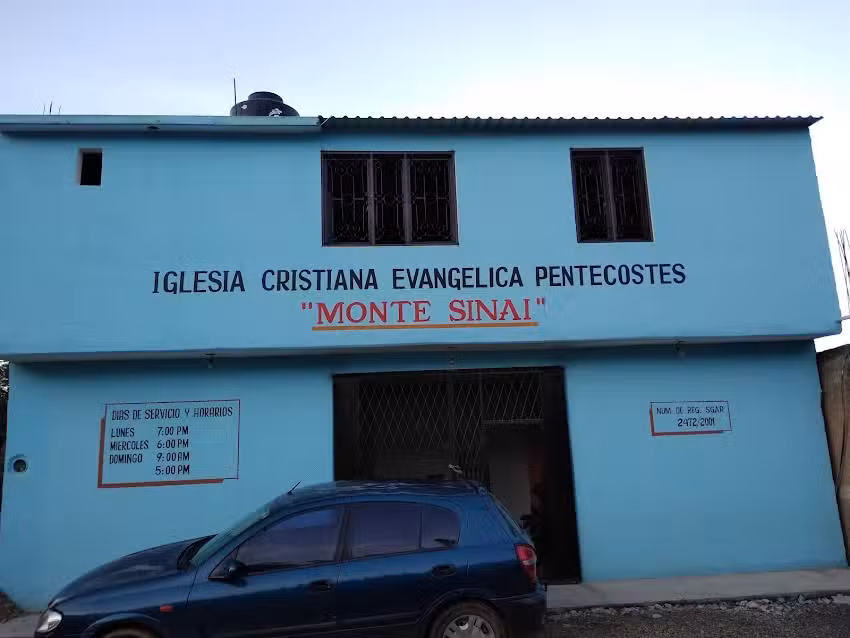 IGLESIA CRISTIANA EVANGELICA PENTECOSTES
"MONTE SINAI"
DIAS DE SERVICIO Y HORARIOS
LUNES 7:00 PM
MIERCOLES 6:00 PM
DOMINGO 9:00 AM
5:00 PM
NUM. DE REG. SGAR
2472/2001